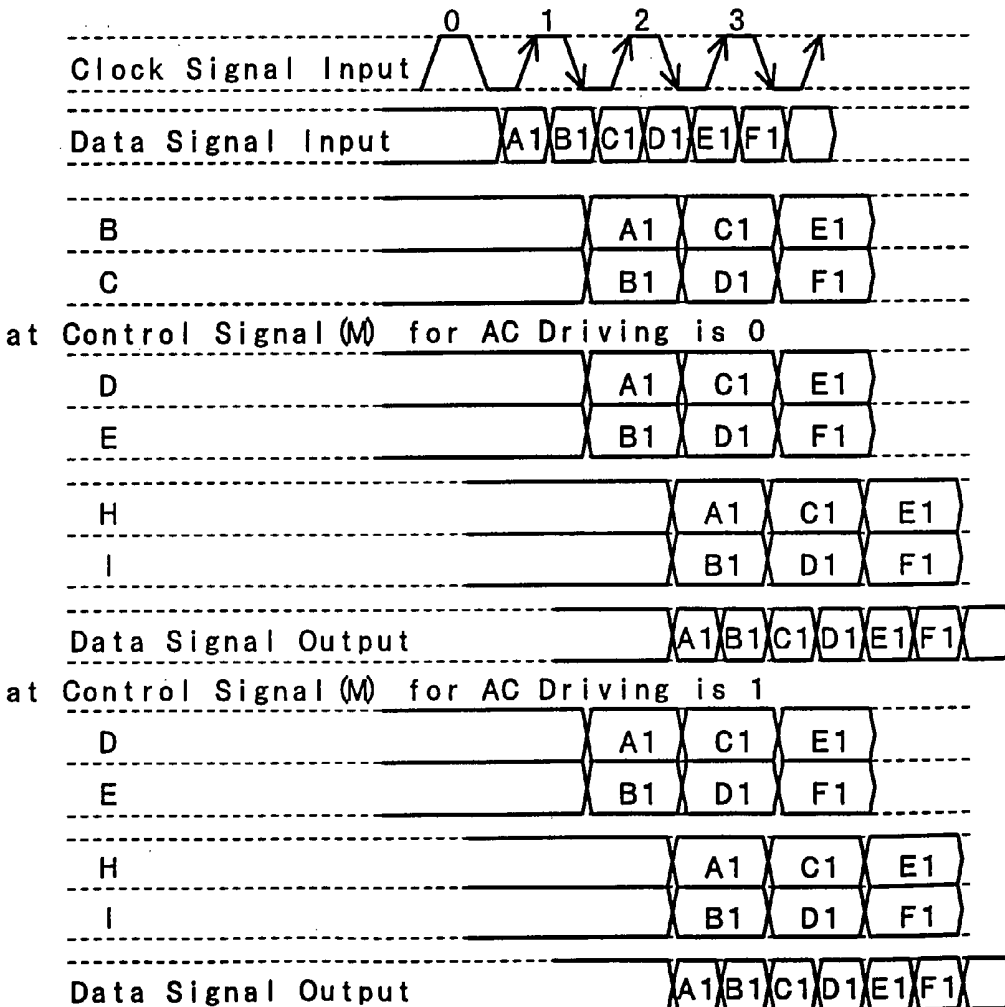 0 1 2 3
Clock Signal Input
Data Signal Input A1 B1 C1 D1 E1 F1
B A1 C1 E1
C B1 D1 F1
at Control Signal(M) for AC Driving is 0
D A1 C1 E1
E B1 D1 F1
H A1 C1 E1
I B1 D1 F1
Data Signal Output A1 B1 C1 D1 E1 F1
at Control Signal(M) for AC Driving is 1
D A1 C1 E1
E B1 D1 F1
H A1 C1 E1
I B1 D1 F1
Data Signal Output A1 B1 C1 D1 E1 F1